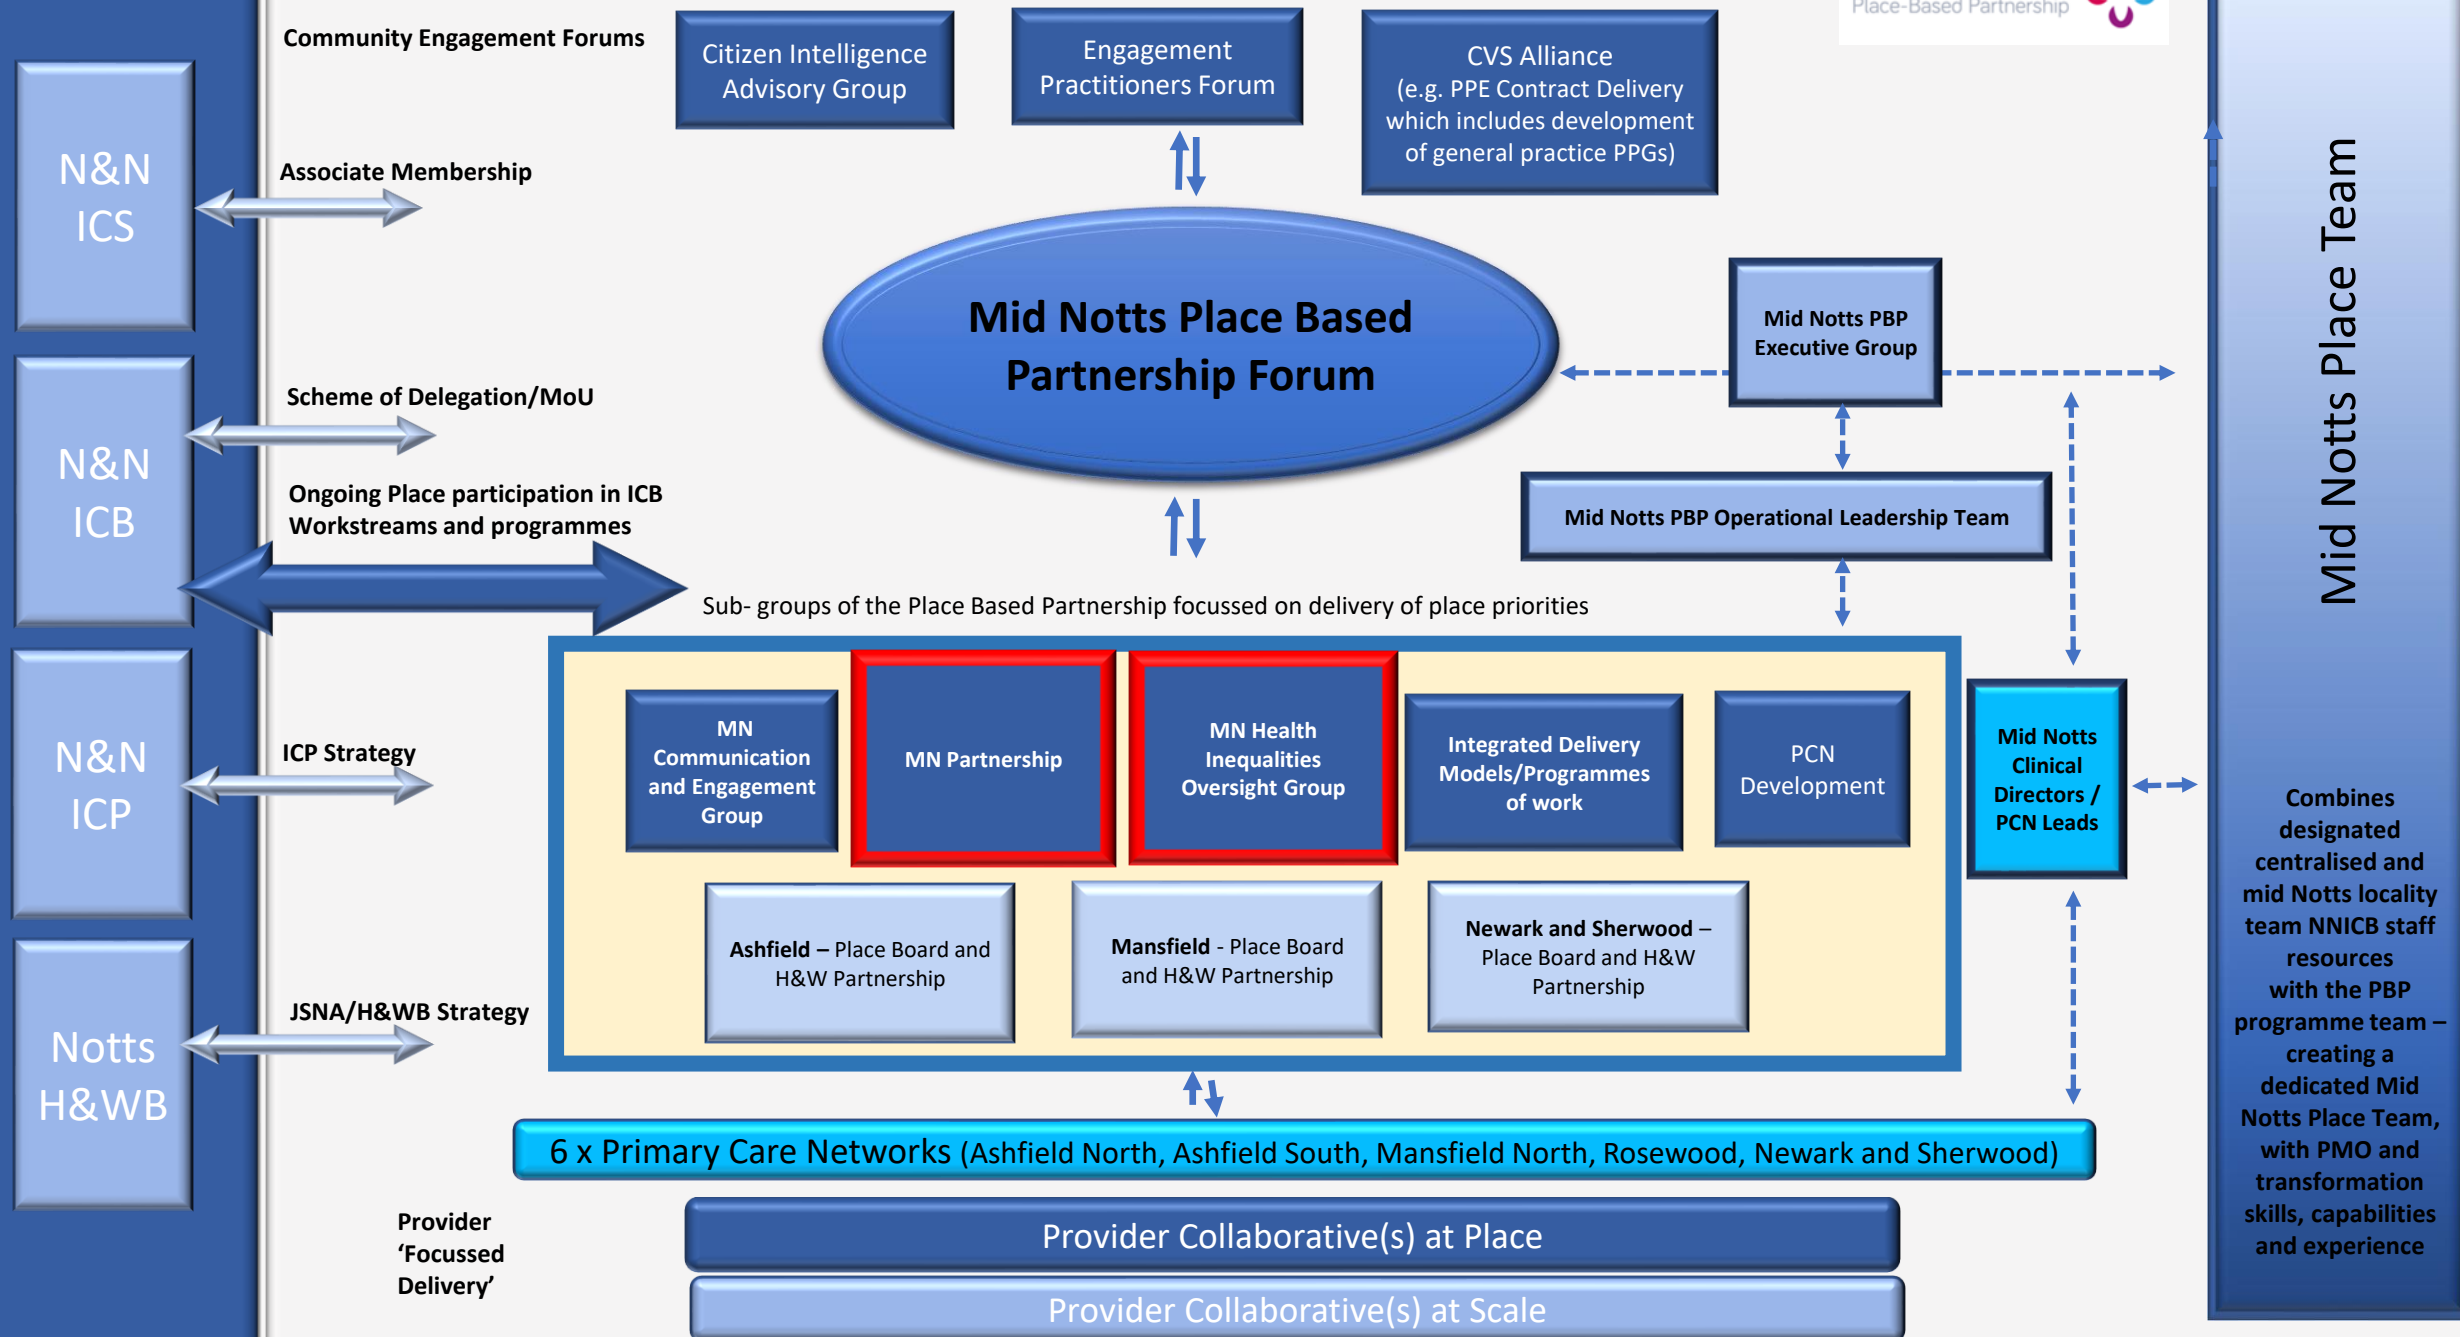 Place-Based Partnership
Community Engagement Forums
Citizen Intelligence
Advisory Group
Engagement
Practitioners Forum
CVS Alliance
(e.g. PPE Contract Delivery
which includes development
of general practice PPGs)
N&N
ICS
Associate Membership
Mid Notts Place Based
Partnership Forum
Mid Notts PBP
Executive Group
N&N
ICB
Scheme of Delegation/MoU
Ongoing Place participation in ICB
Workstreams and programmes
Mid Notts PBP Operational Leadership Team
Sub- groups of the Place Based Partnership focussed on delivery of place priorities
N&N
ICP
ICP Strategy
MN
Communication
and Engagement
Group
MN Partnership
MN Health
Inequalities
Oversight Group
Integrated Delivery
Models/Programmes
of work
PCN
Development
Mid Notts
Clinical
Directors /
PCN Leads
Ashfield – Place Board and
H&W Partnership
Mansfield - Place Board
and H&W Partnership
Newark and Sherwood –
Place Board and H&W
Partnership
Notts
H&WB
JSNA/H&WB Strategy
6 x Primary Care Networks (Ashfield North, Ashfield South, Mansfield North, Rosewood, Newark and Sherwood)
Provider
‘Focussed
Delivery’
Provider Collaborative(s) at Place
Provider Collaborative(s) at Scale
Mid Notts Place Team
Combines
designated
centralised and
mid Notts locality
team NNICB staff
resources
with the PBP
programme team –
creating a
dedicated Mid
Notts Place Team,
with PMO and
transformation
skills, capabilities
and experience